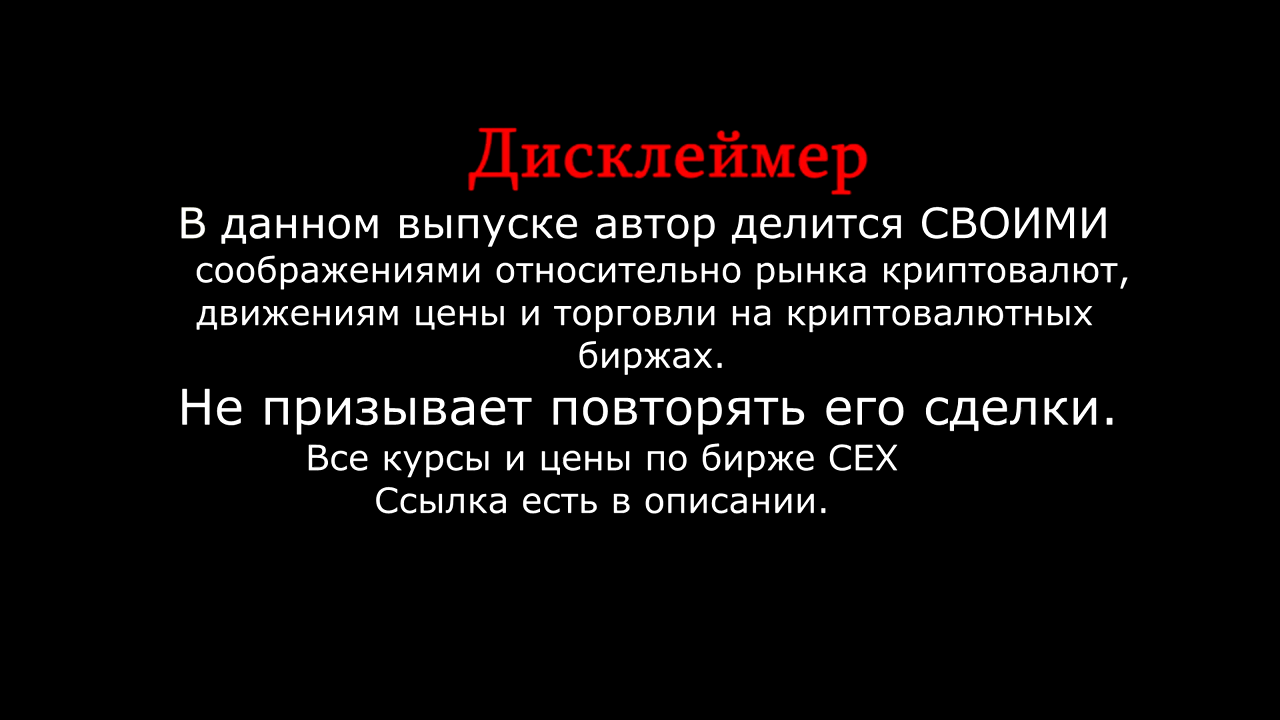 Дисклеймер
В данном выпуске автор делится СВОИМИ
соображениями относительно рынка криптовалют,
движениям цены и торговли на криптовалютных
биржах.
Не призывает повторять его сделки.
Все курсы и цены по бирже CEX
Ссылка есть в описании.